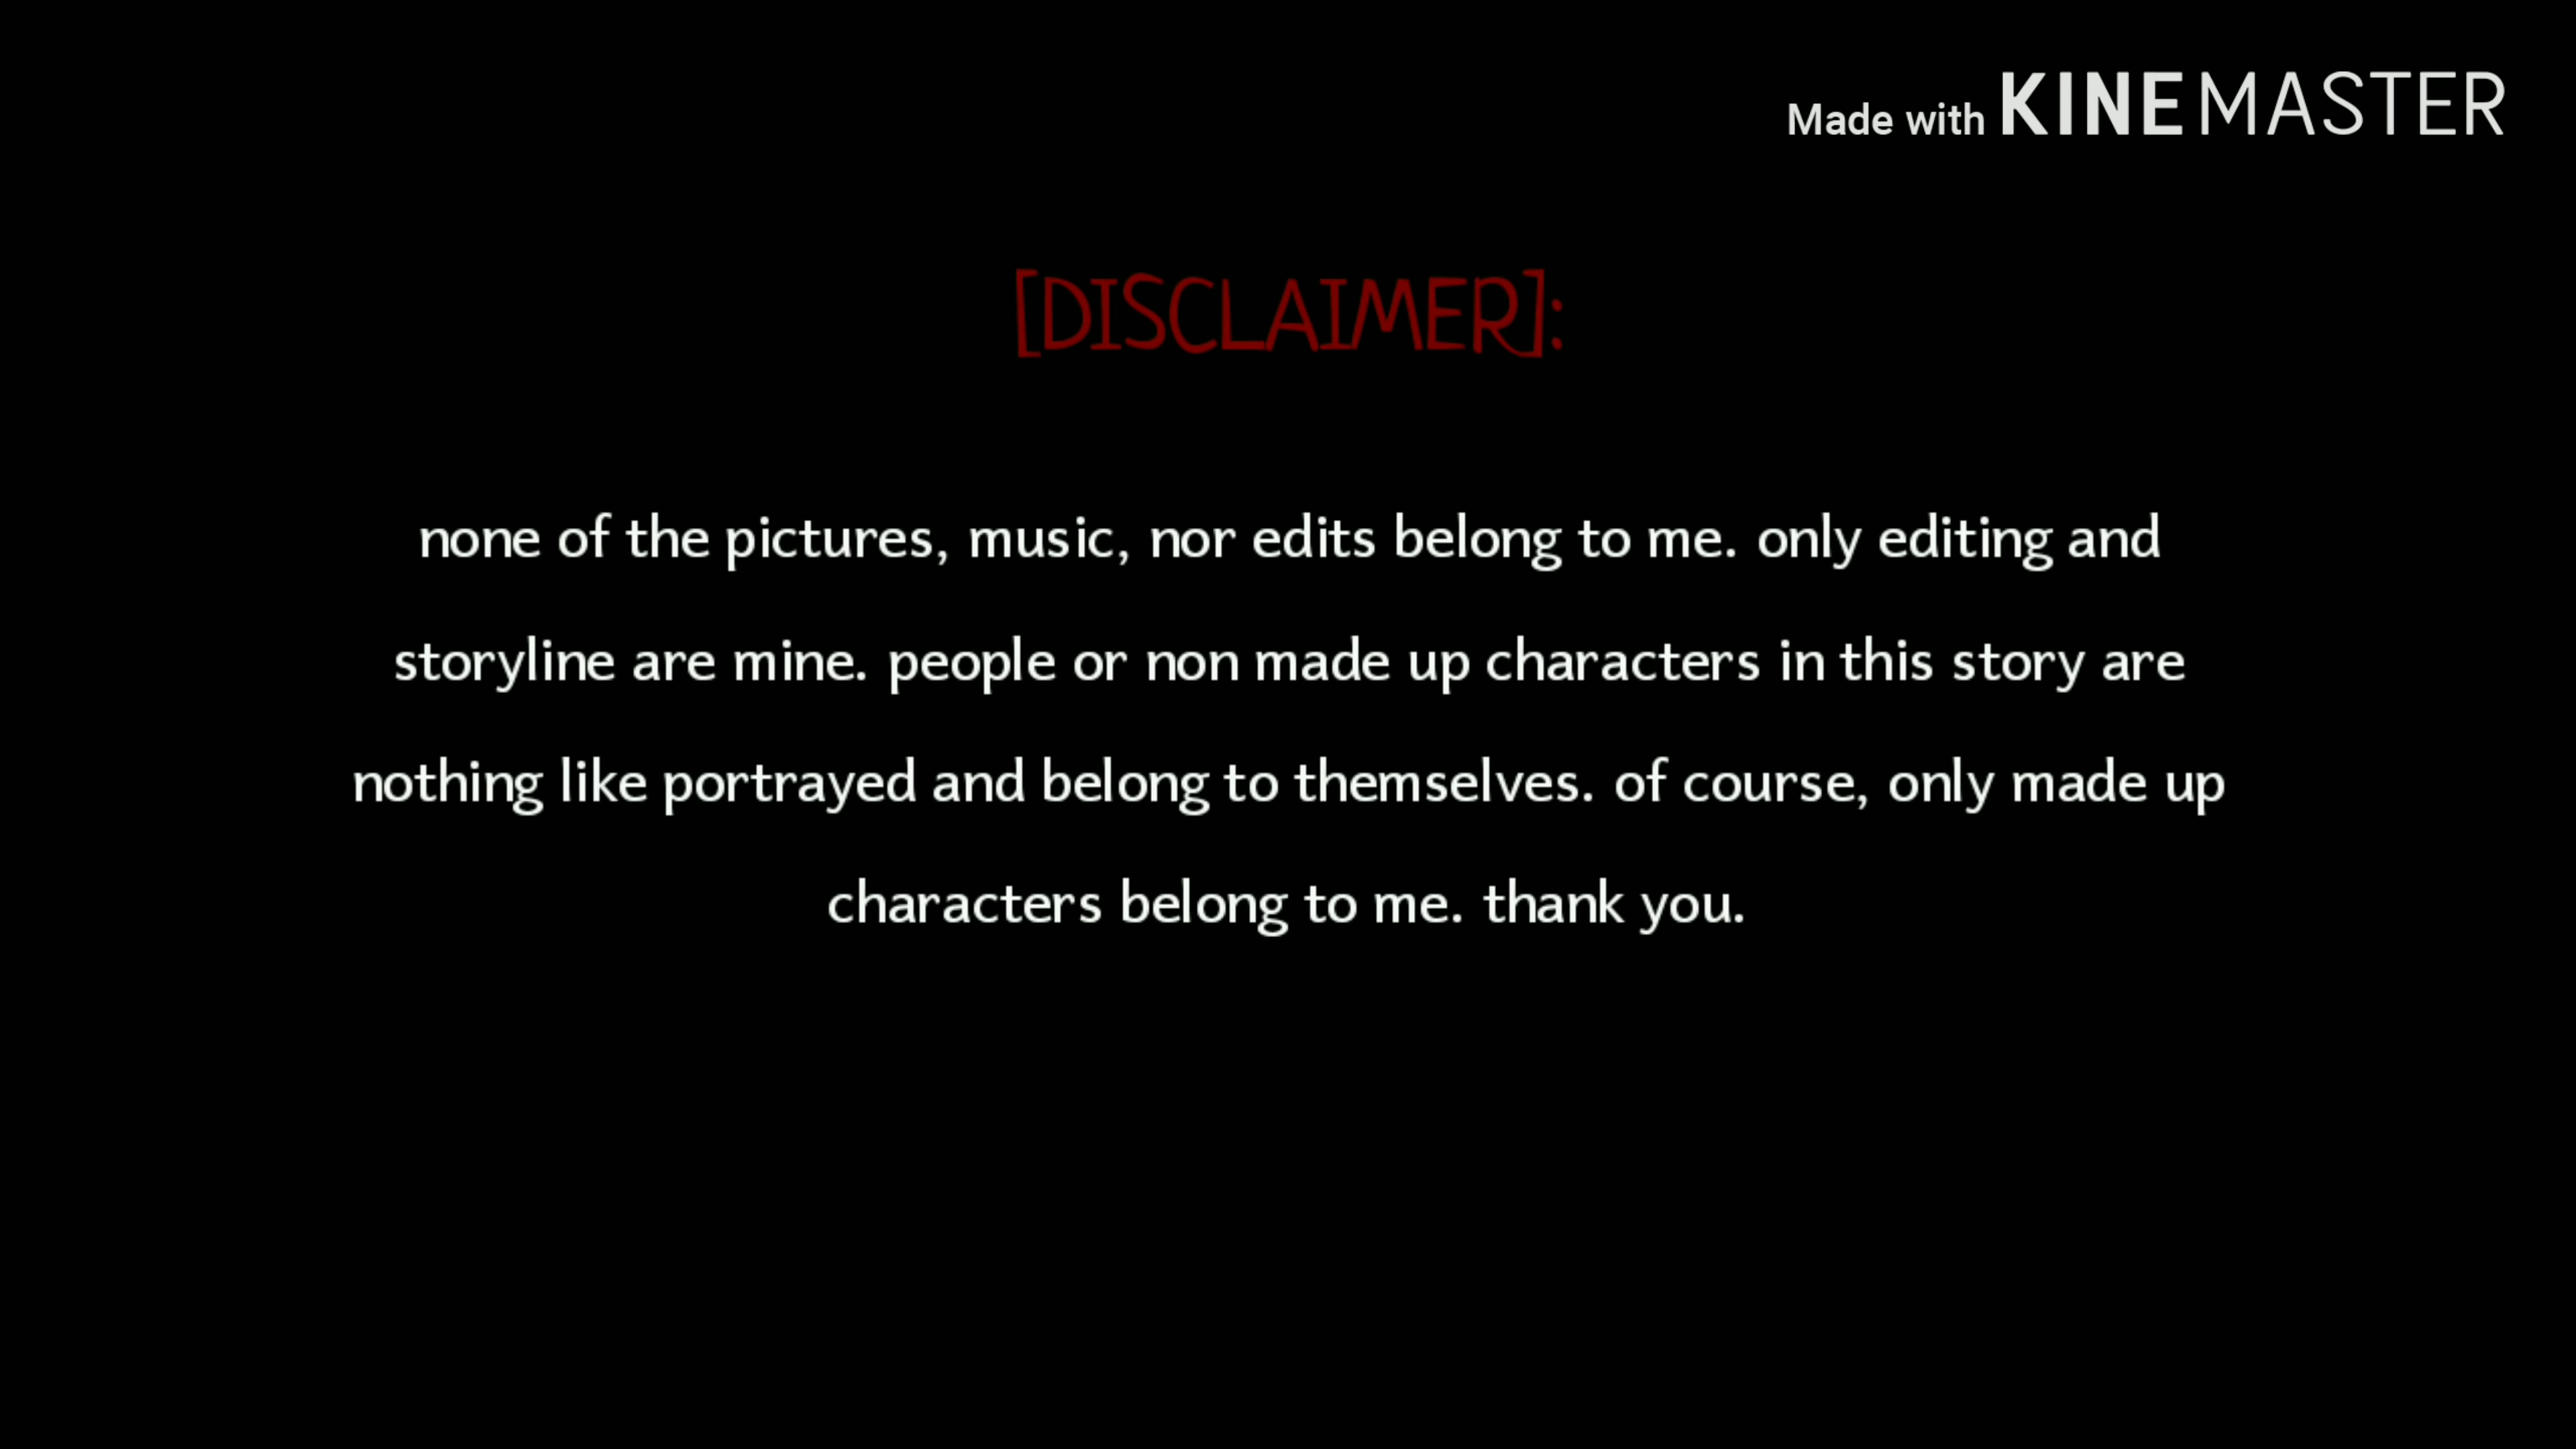 Made with KINEMASTER
[DISCLAIMER]:
none of the pictures, music, nor edits belong to me. only editing and
storyline are mine. people or non made up characters in this story are
nothing like portrayed and belong to themselves. of course, only made up
characters belong to me. thank you.